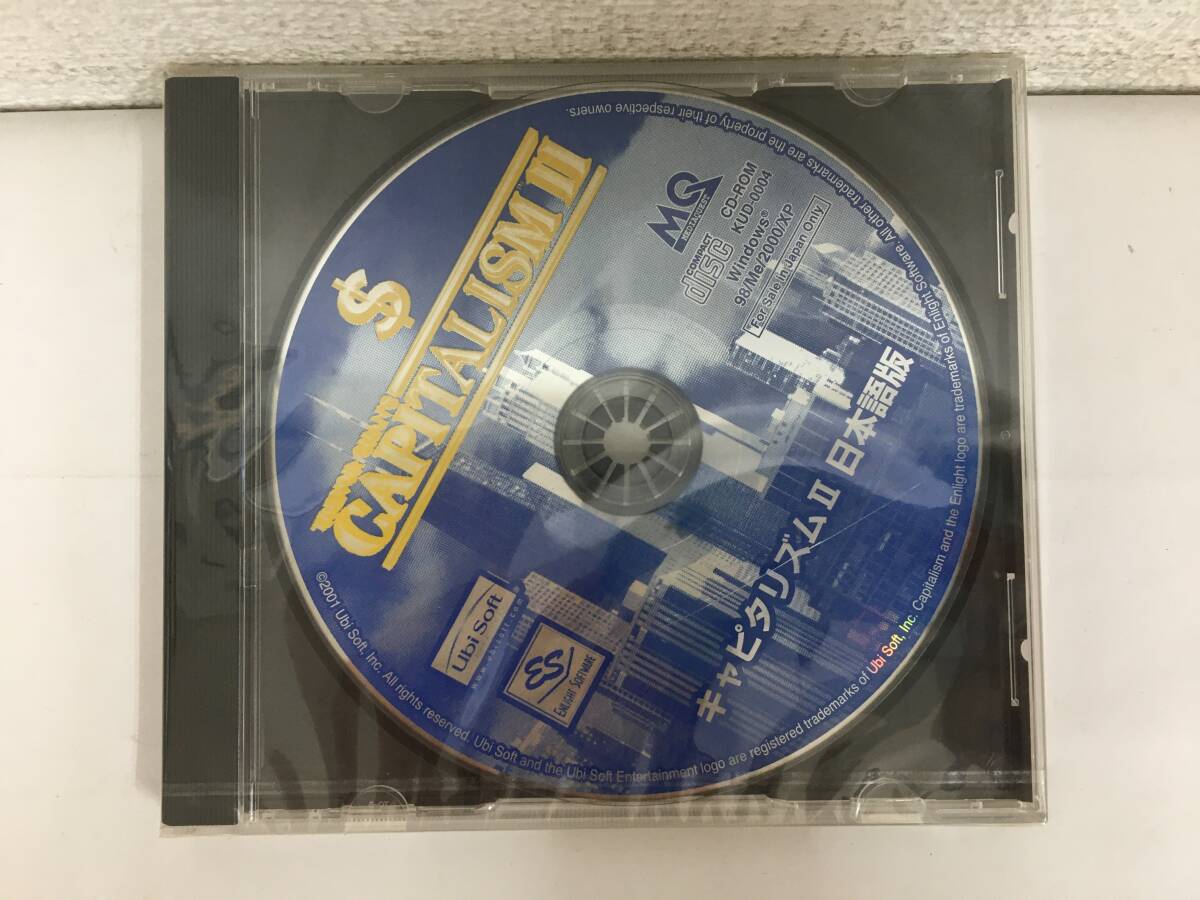 $
CAPITALISM II
MQ
MEDIAQUEST
COMPACT
disc
CD-ROM
KUD-0004
Windows®
98/Me/2000/XP
For Sale in Japan Only
キャピタリズムII 日本語版
Ubi Soft
www.ubisoft.com
ES
ENLIGHT SOFTWARE
©2001 Ubi Soft, Inc. All rights reserved. Ubi Soft and the Ubi Soft Entertainment logo are registered trademarks of Ubi Soft, Inc. Capitalism and the Enlight logo are trademarks of Enlight Software. All other trademarks are the property of their respective owners.